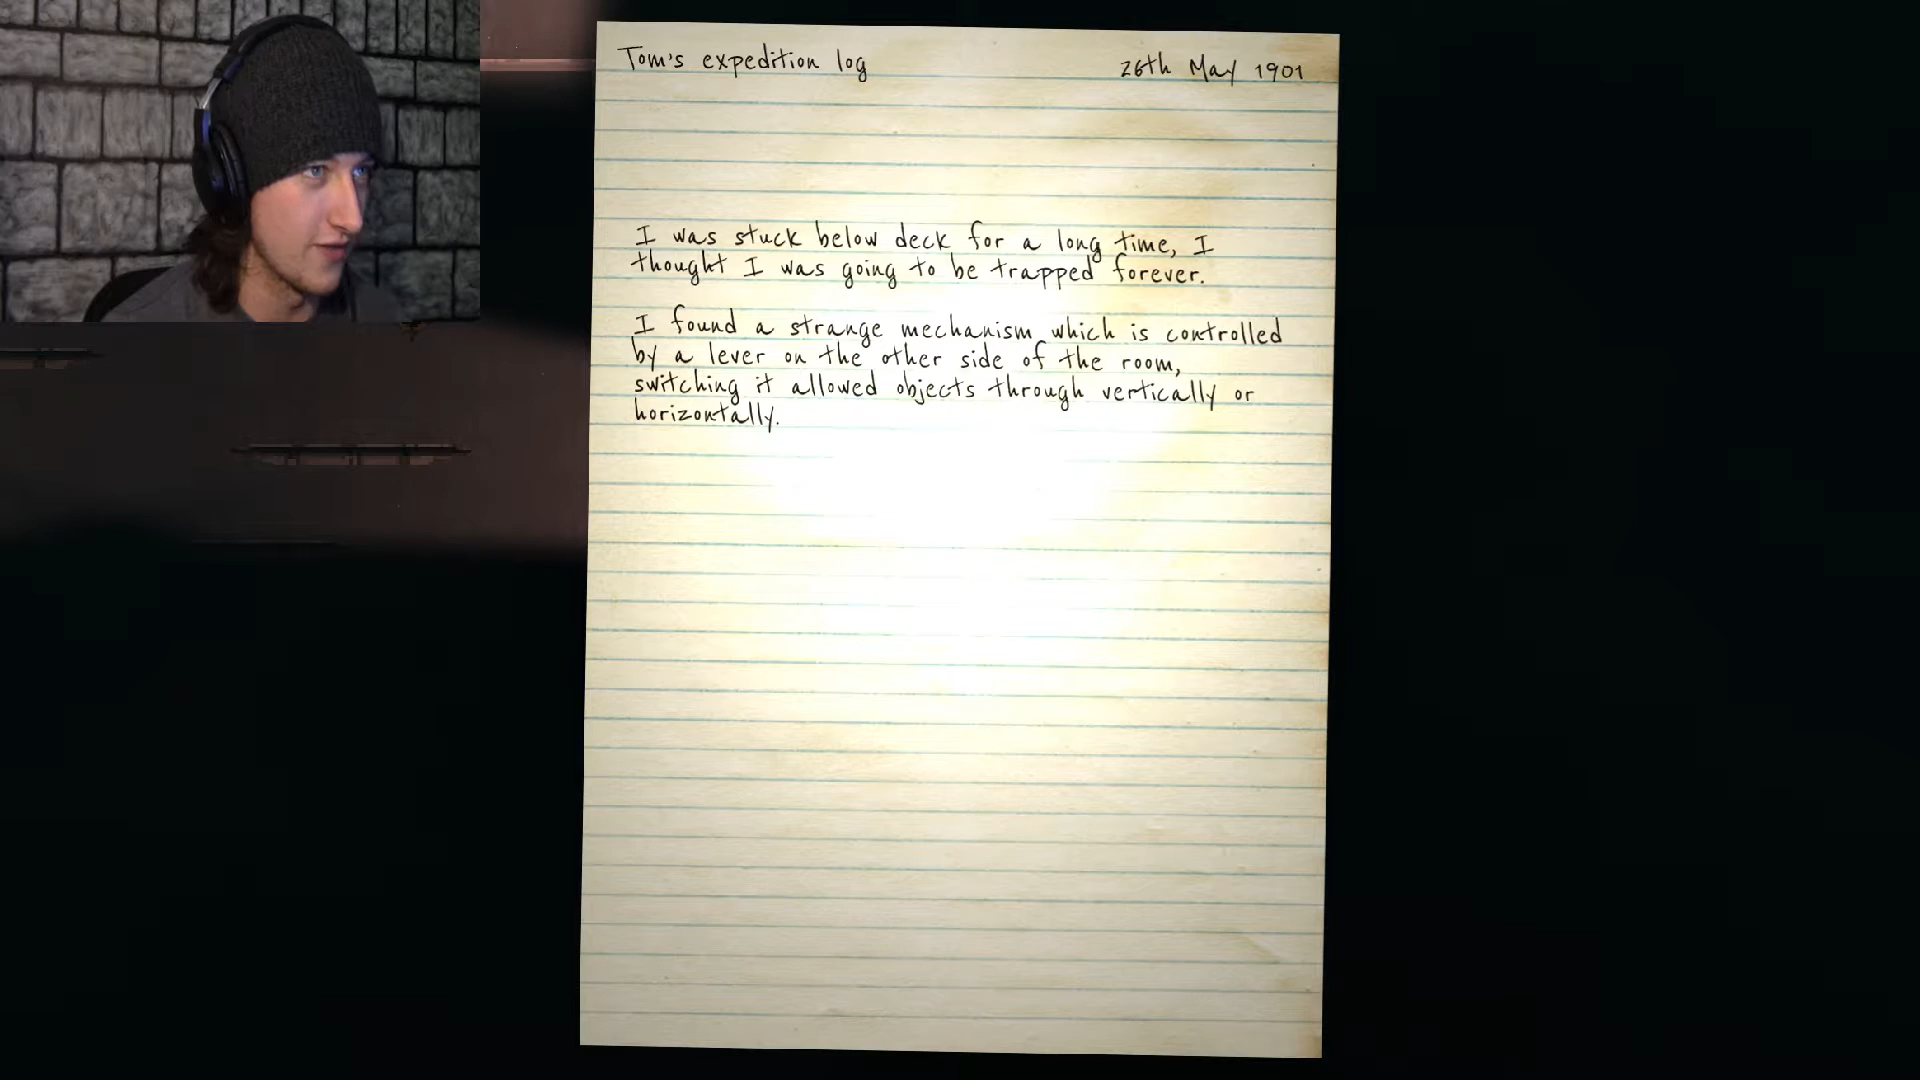 Tom's expedition log
26th May 1901
I was stuck below deck for a long time, I
thought I was going to be trapped forever.
I found a strange mechanism which is controlled
by a lever on the other side of the room,
switching it allowed objects through vertically or
horizontally.